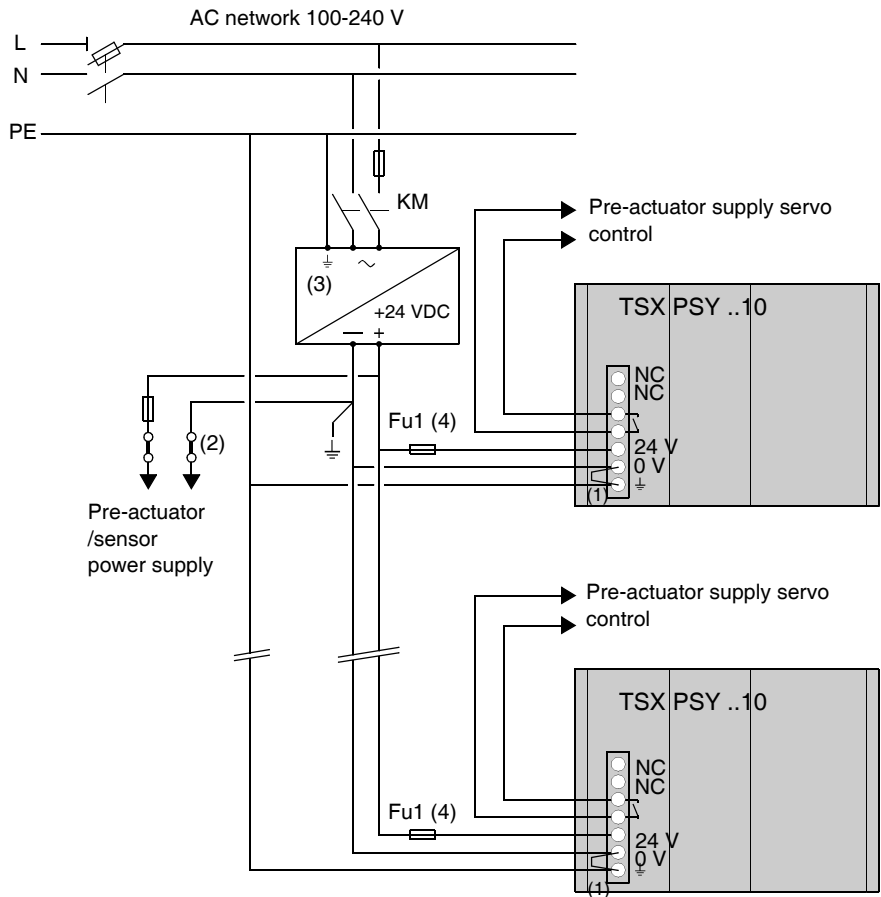 AC network 100-240 V
L
N
PE
KM
(3)
+24 VDC
— +
Pre-actuator supply servo
control
TSX PSY ..10
NC
NC
Fu1 (4)
24 V
0 V
(1)
(2)
Pre-actuator
/sensor
power supply
Pre-actuator supply servo
control
TSX PSY ..10
NC
NC
Fu1 (4)
24 V
0 V
(1)